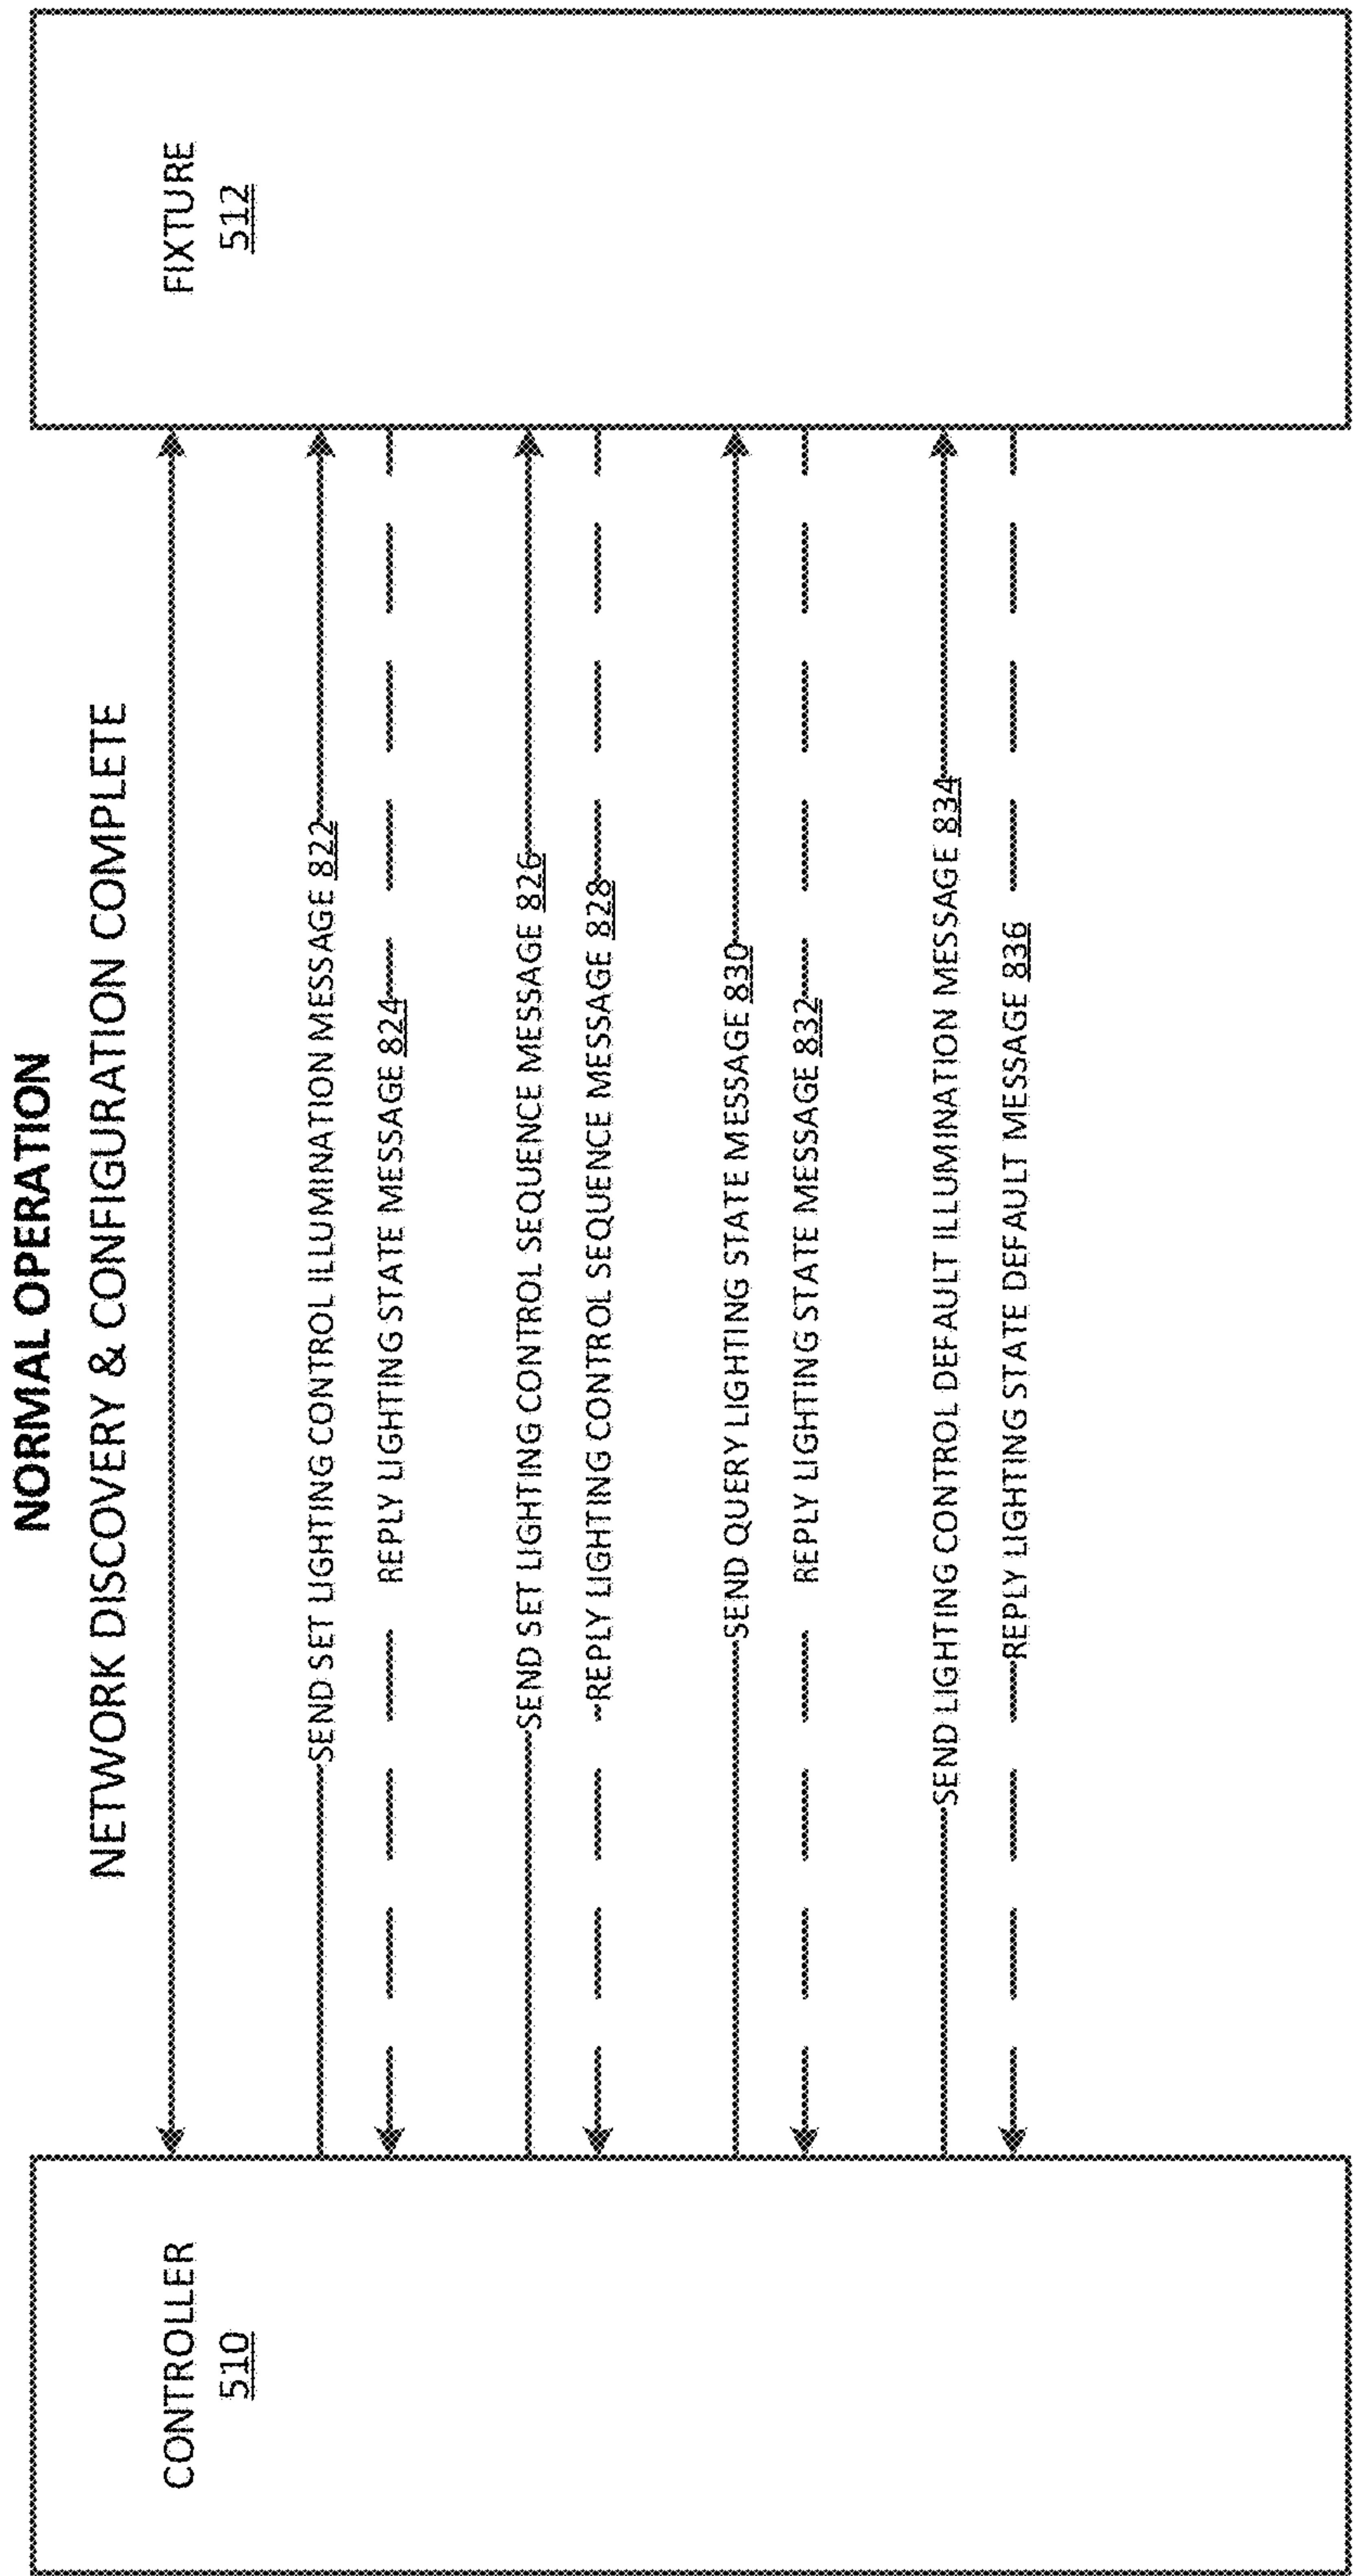 NORMAL OPERATION
NETWORK DISCOVERY & CONFIGURATION COMPLETE
CONTROLLER
510
FIXTURE
512
SEND SET LIGHTING CONTROL ILLUMINATION MESSAGE 822
REPLY LIGHTING STATE MESSAGE 824
SEND SET LIGHTING CONTROL SEQUENCE MESSAGE 826
REPLY LIGHTING CONTROL SEQUENCE MESSAGE 828
SEND QUERY LIGHTING STATE MESSAGE 830
REPLY LIGHTING STATE MESSAGE 832
SEND LIGHTING CONTROL DEFAULT ILLUMINATION MESSAGE 834
REPLY LIGHTING STATE DEFAULT MESSAGE 836